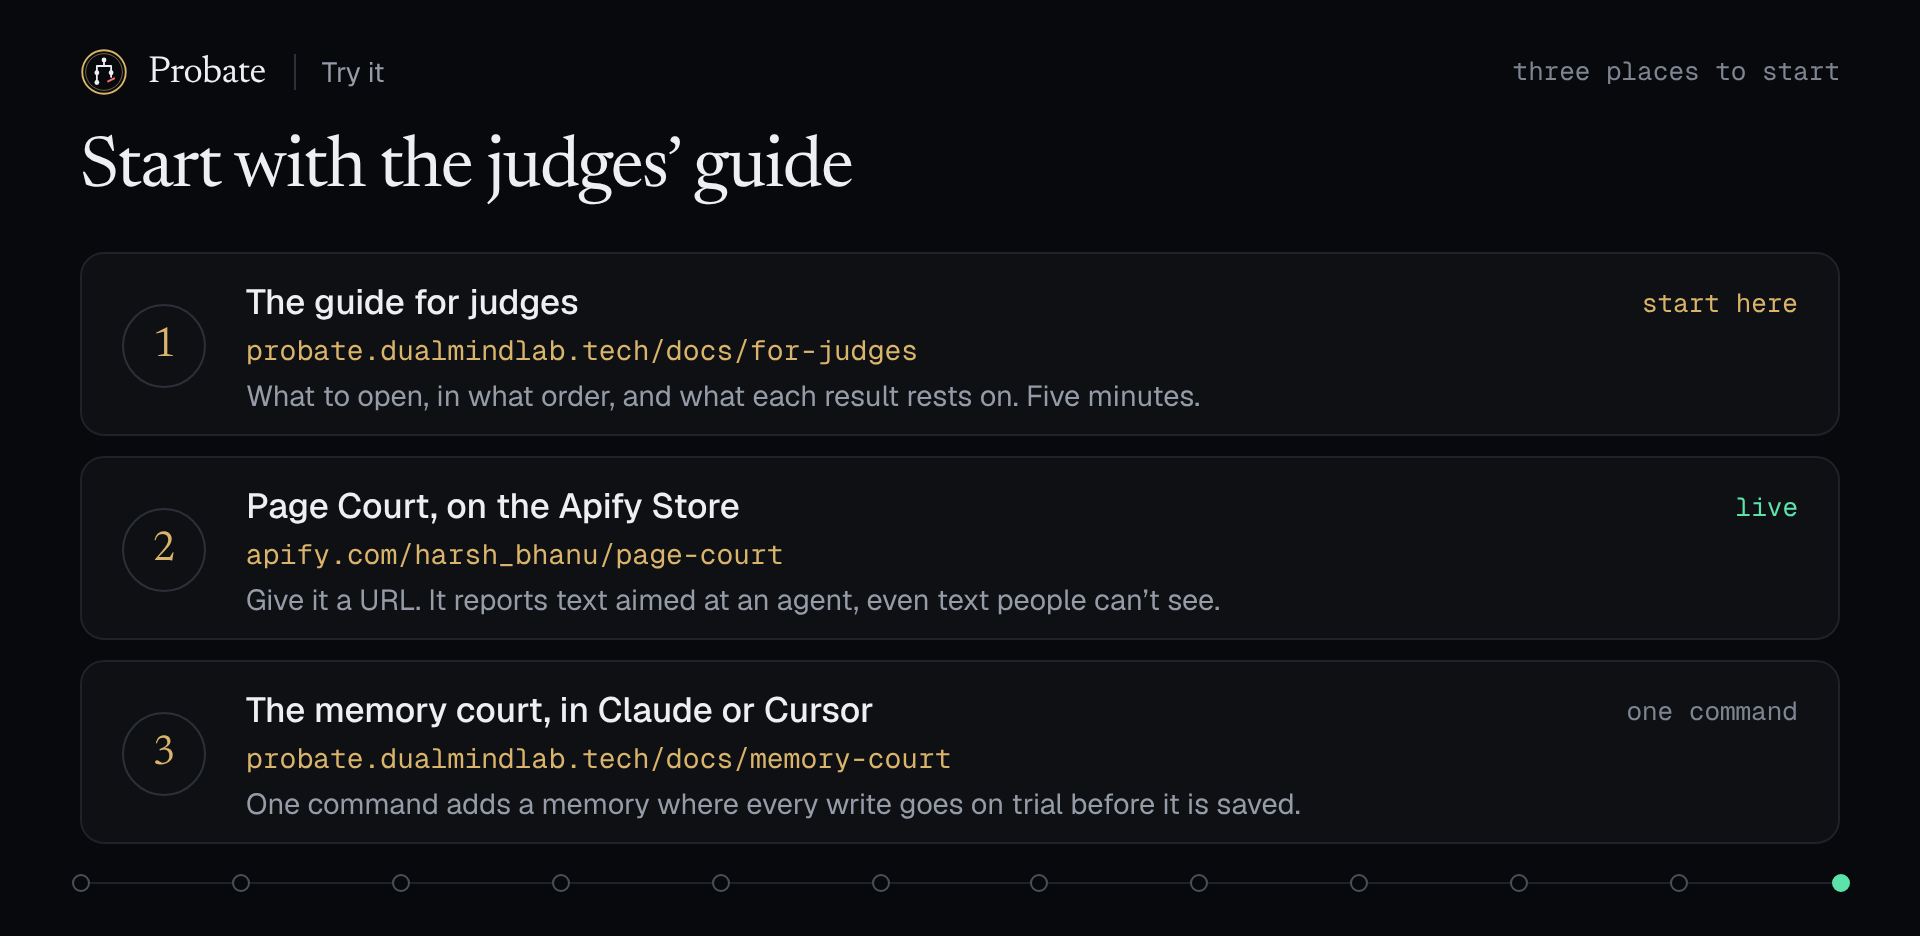 Probate
Try it
three places to start
Start with the judges’ guide
1
The guide for judges
start here
probate.dualmindlab.tech/docs/for-judges
What to open, in what order, and what each result rests on. Five minutes.
2
Page Court, on the Apify Store
live
apify.com/harsh_bhanu/page-court
Give it a URL. It reports text aimed at an agent, even text people can’t see.
3
The memory court, in Claude or Cursor
one command
probate.dualmindlab.tech/docs/memory-court
One command adds a memory where every write goes on trial before it is saved.